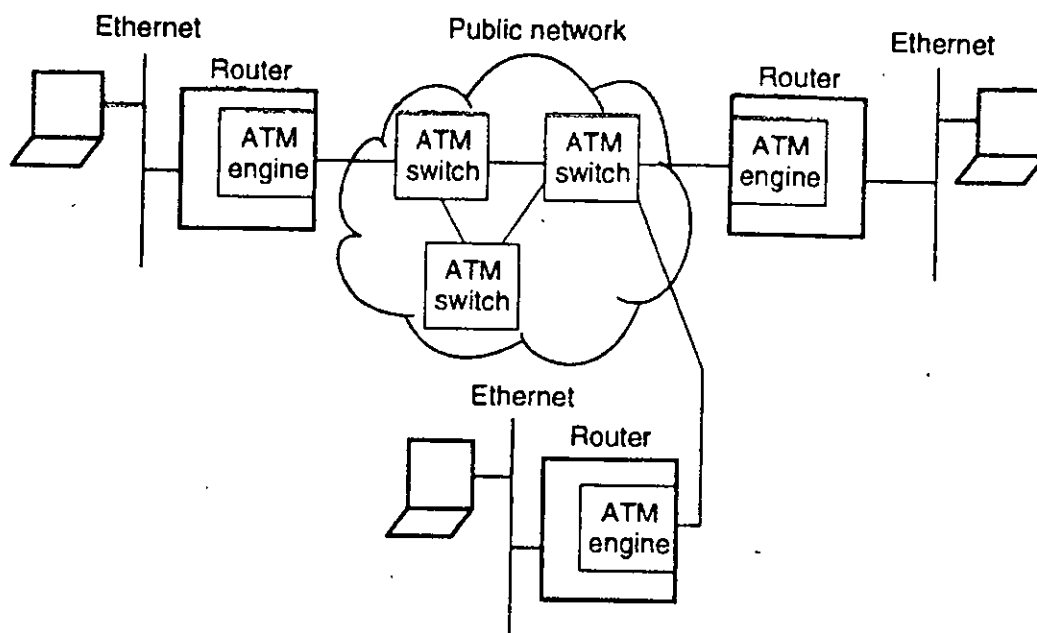 Ethernet
Public network
Ethernet
Router
Router
ATM
engine
ATM
switch
ATM
switch
ATM
engine
ATM
switch
Ethernet
Router
ATM
engine